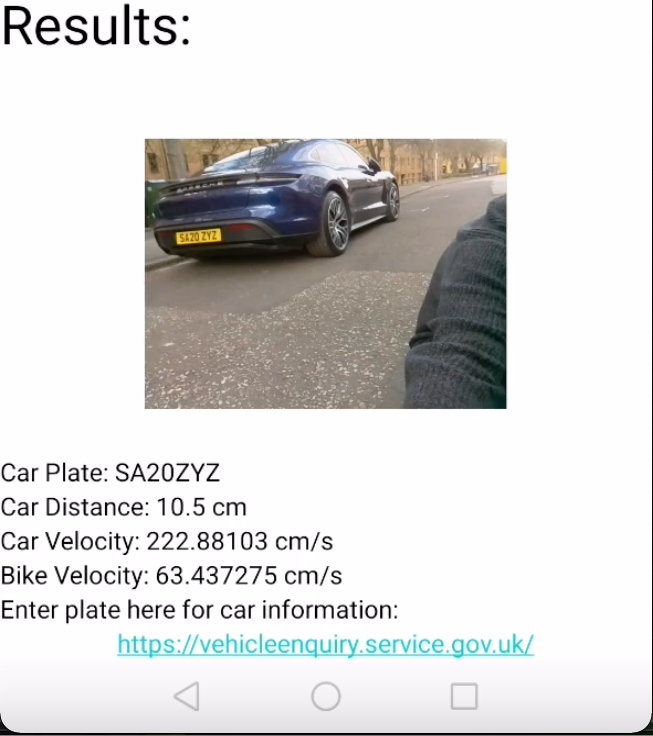 Results:
PORSCHE
SA20 ZYZ
Car Plate: SA20ZYZ
Car Distance: 10.5 cm
Car Velocity: 222.88103 cm/s
Bike Velocity: 63.437275 cm/s
Enter plate here for car information:
https://vehicleenquiry.service.gov.uk/